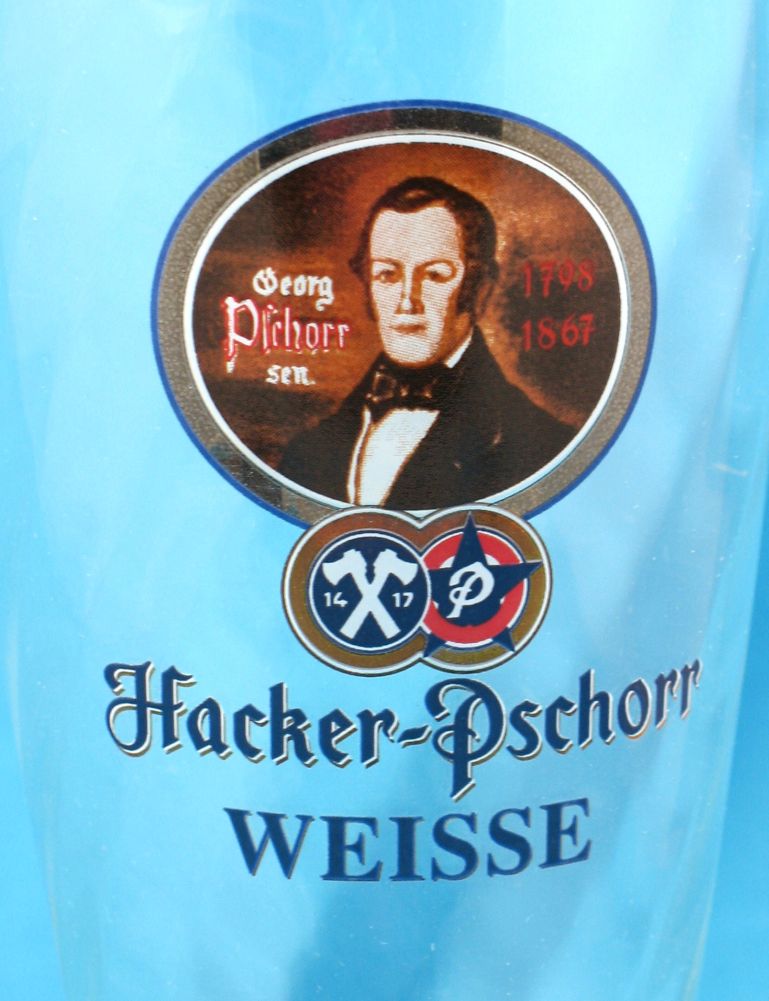 Georg
Pschorr
sen.
1798
1867
14 17
P
Hacker-Pschorr
WEISSE